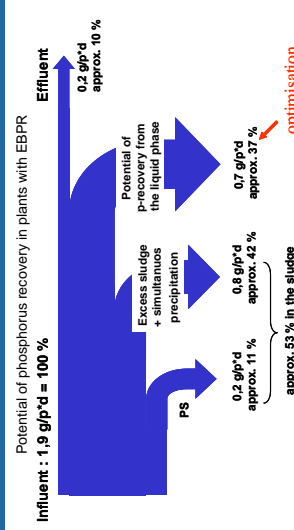 Potential of phosphorus recovery in plants with EBPR
Influent : 1,9 g/p*d = 100 %
Effluent
0,2 g/p*d
approx. 10 %
Potential of
p-recovery from
the liquid phase
Excess sludge
+ simultanuos
precipitation
PS
0,2 g/p*d
approx. 11 %
0,8 g/p*d
approx. 42 %
0,7 g/p*d
approx. 37 %
approx. 53 % in the sludge
optimisation